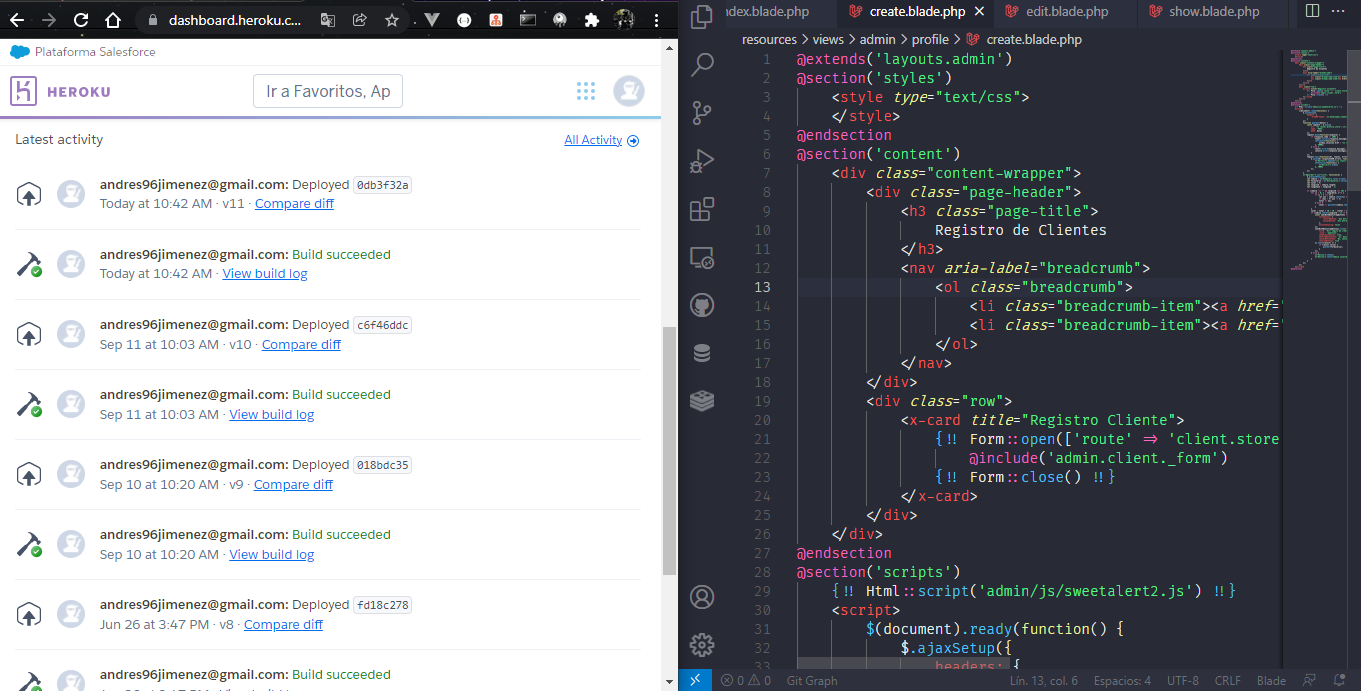 dashboard.heroku.c...
Plataforma Salesforce
HEROKU
Ir a Favoritos, Ap
Latest activity
All Activity
andres96jimenez@gmail.com: Deployed 0db3f32a
Today at 10:42 AM · v11 · Compare diff
andres96jimenez@gmail.com: Build succeeded
Today at 10:42 AM · View build log
andres96jimenez@gmail.com: Deployed c6f46ddc
Sep 11 at 10:03 AM · v10 · Compare diff
andres96jimenez@gmail.com: Build succeeded
Sep 11 at 10:03 AM · View build log
andres96jimenez@gmail.com: Deployed 018bdc35
Sep 10 at 10:20 AM · v9 · Compare diff
andres96jimenez@gmail.com: Build succeeded
Sep 10 at 10:20 AM · View build log
andres96jimenez@gmail.com: Deployed fd18c278
Jun 26 at 3:47 PM · v8 · Compare diff
andres96jimenez@gmail.com: Build succeeded
ndex.blade.php create.blade.php edit.blade.php show.blade.php
resources > views > admin > profile > create.blade.php
1 @extends('layouts.admin')
2 @section('styles')
3 <style type="text/css">
4 </style>
5 @endsection
6 @section('content')
7 <div class="content-wrapper">
8 <div class="page-header">
9 <h3 class="page-title">
10 Registro de Clientes
11 </h3>
12 <nav aria-label="breadcrumb">
13 <ol class="breadcrumb">
14 <li class="breadcrumb-item"><a href="
15 <li class="breadcrumb-item"><a href="
16 </ol>
17 </nav>
18 </div>
19 <div class="row">
20 <x-card title="Registro Cliente">
21 {!! Form::open(['route' => 'client.store
22 @include('admin.client._form')
23 {!! Form::close() !!}
24 </x-card>
25 </div>
26 </div>
27 @endsection
28 @section('scripts')
29 {!! Html::script('admin/js/sweetalert2.js') !!}
30 <script>
31 $(document).ready(function() {
32 $.ajaxSetup({
33 headers: {
0 0 Git Graph Lín. 13, col. 6 Espacios: 4 UTF-8 CRLF Blade